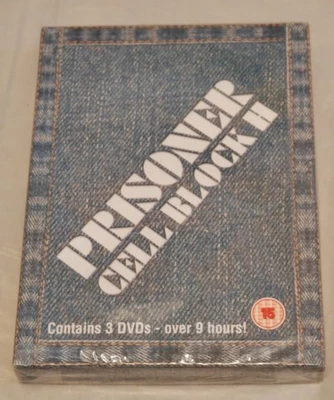 PRISONER
CELL BLOCK H
Contains 3 DVDs - over 9 hours!
15